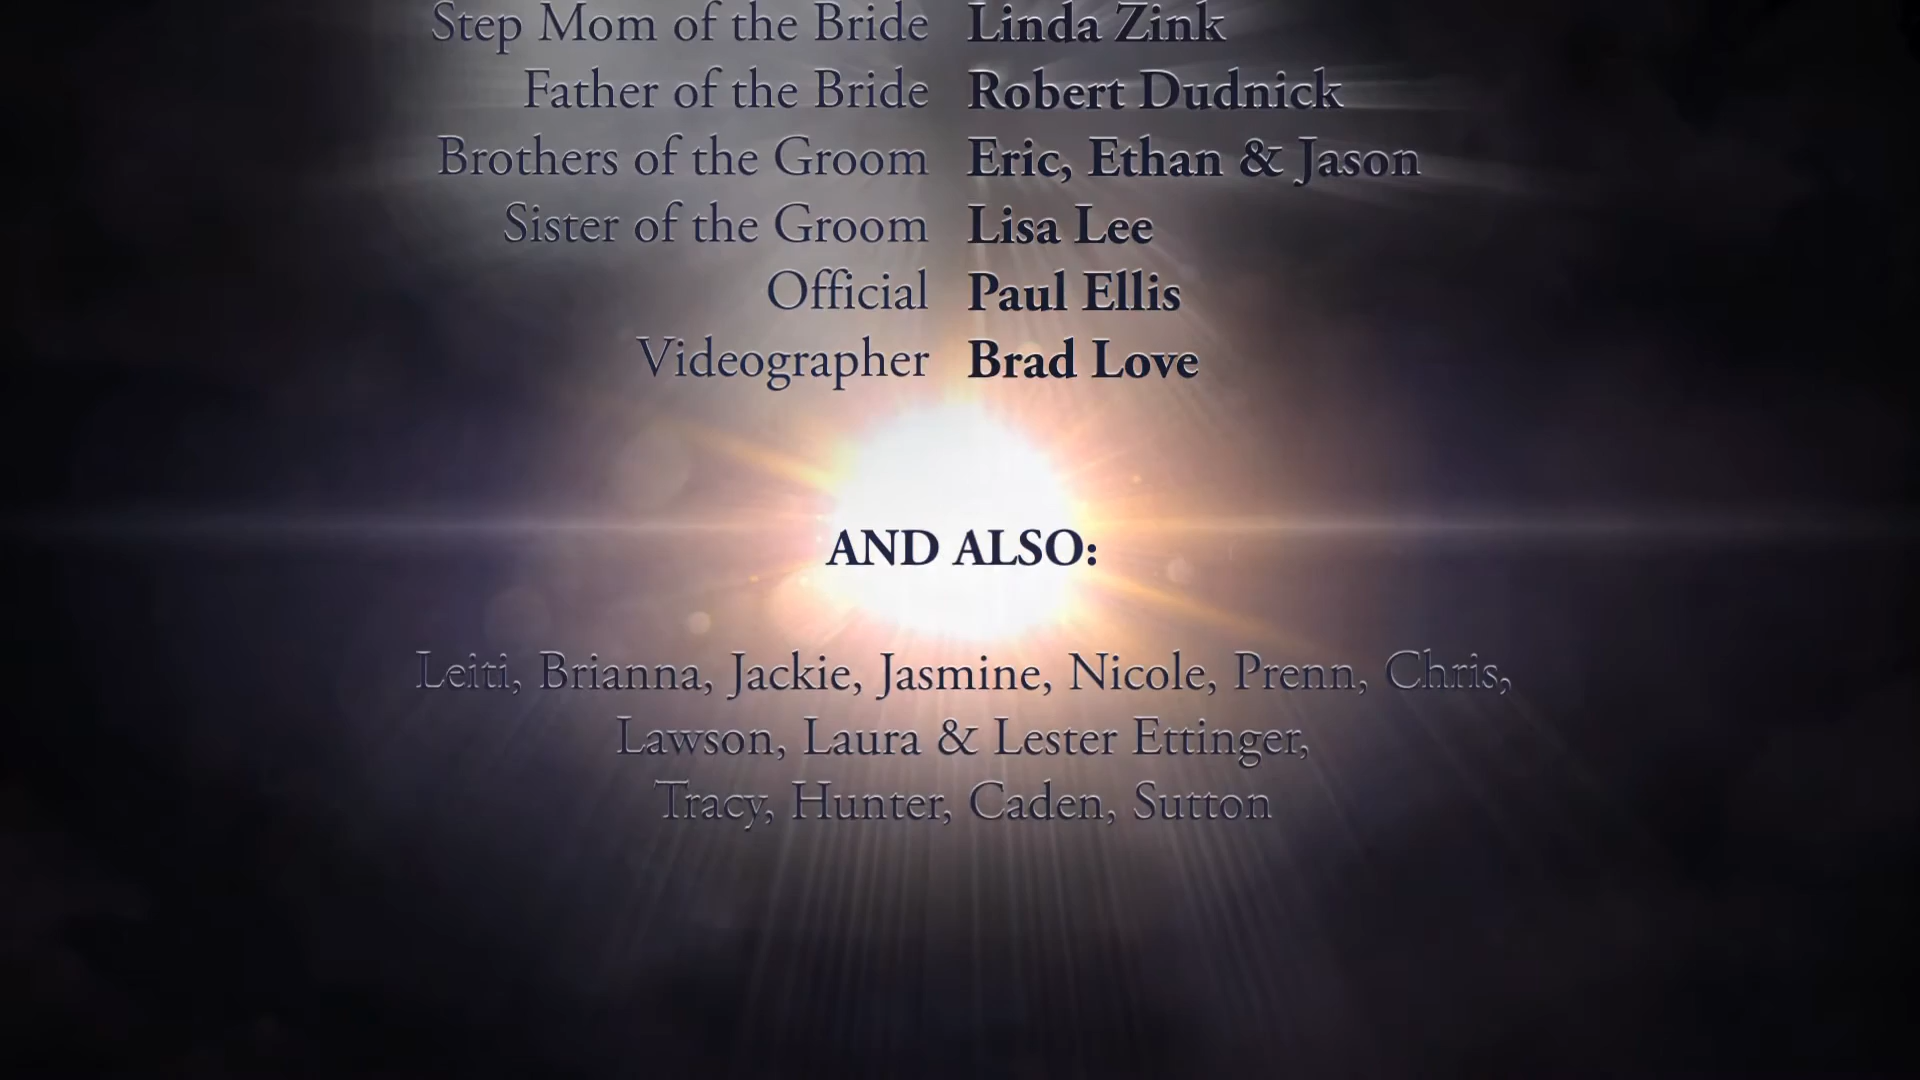 Step Mom of the Bride Linda Zink
Father of the Bride Robert Dudnick
Brothers of the Groom Eric, Ethan & Jason
Sister of the Groom Lisa Lee
Official Paul Ellis
Videographer Brad Love
AND ALSO:
Leiti, Brianna, Jackie, Jasmine, Nicole, Prenn, Chris,
Lawson, Laura & Lester Ettinger,
Tracy, Hunter, Caden, Sutton